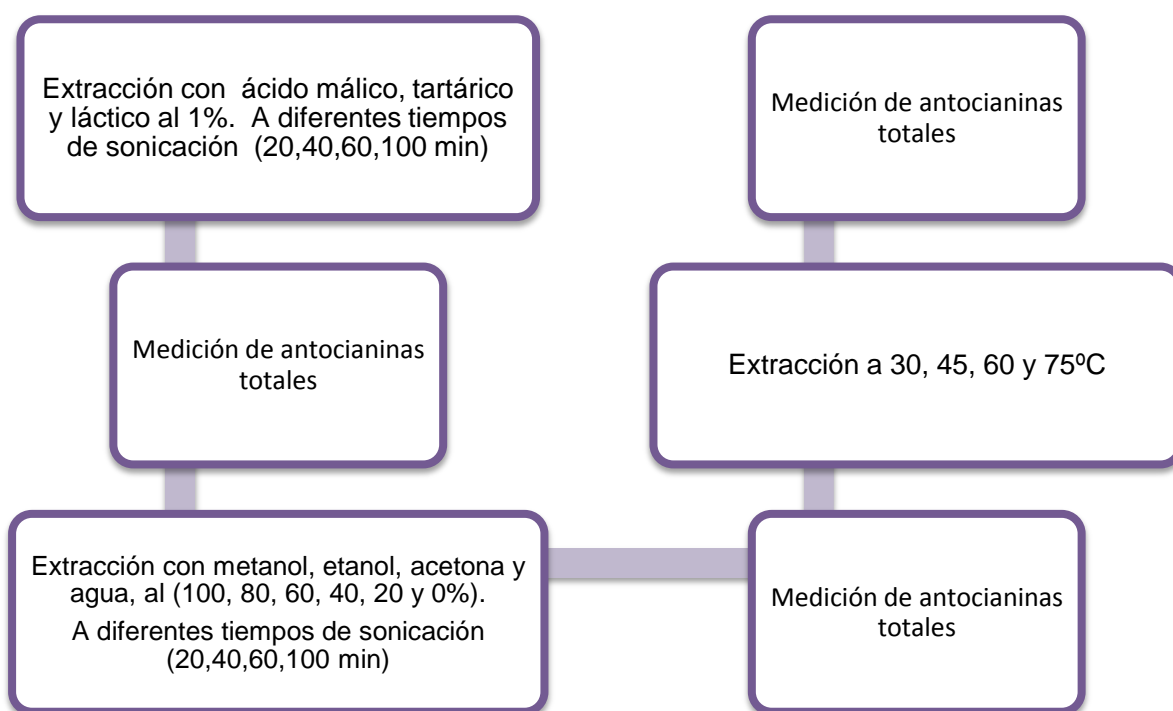 Extracción con ácido málico, tartárico
y láctico al 1%. A diferentes tiempos
de sonicación (20,40,60,100 min)
Medición de antocianinas
totales
Extracción con metanol, etanol, acetona y
agua, al (100, 80, 60, 40, 20 y 0%).
A diferentes tiempos de sonicación
(20,40,60,100 min)
Medición de antocianinas
totales
Extracción a 30, 45, 60 y 75ºC
Medición de antocianinas
totales